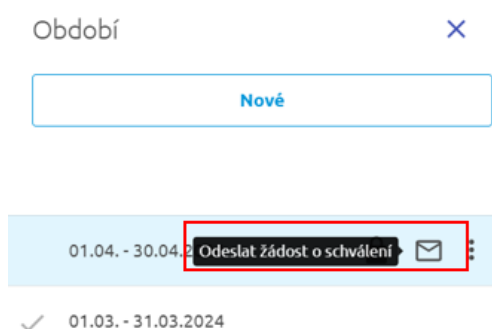 Období
Nové
01.04. - 30.04.2
Odeslat žádost o schválení
01.03. - 31.03.2024